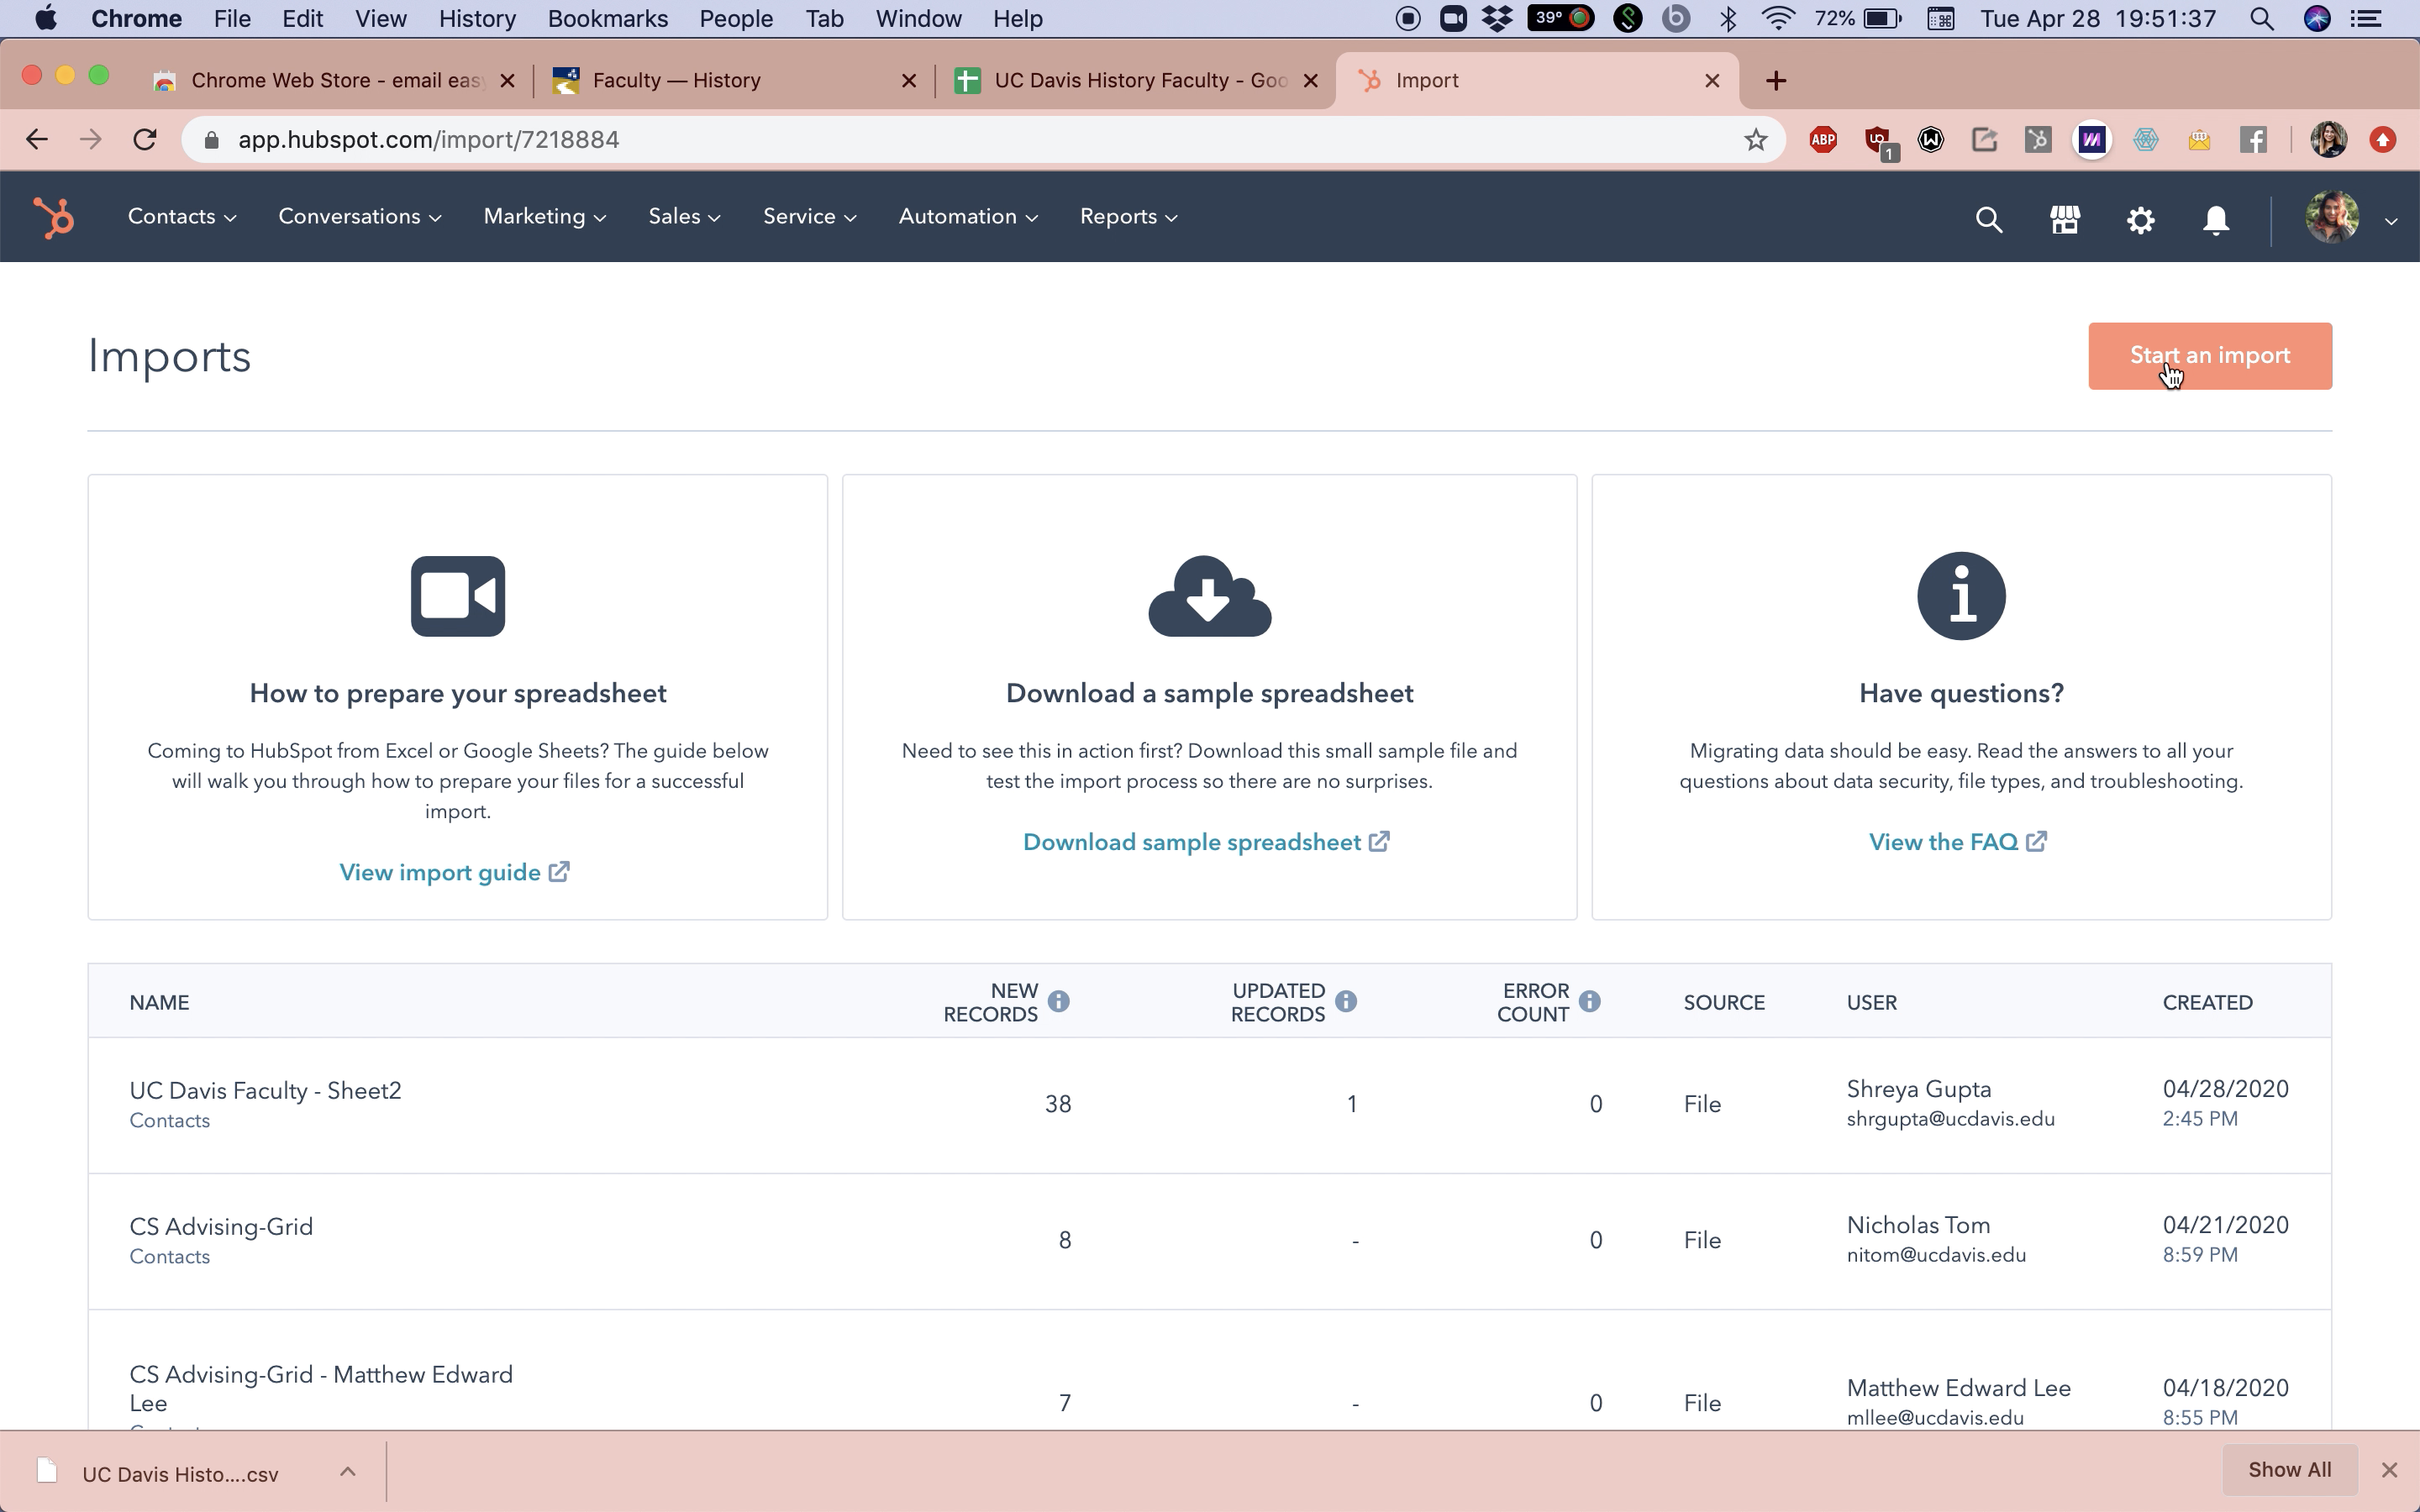 Chrome File Edit View History Bookmarks People Tab Window Help 39° 72% Tue Apr 28 19:51:37
Chrome Web Store - email easy Faculty — History UC Davis History Faculty - Goo Import
app.hubspot.com/import/7218884 ABP 1
Contacts Conversations Marketing Sales Service Automation Reports
Imports
Start an import
How to prepare your spreadsheet
Coming to HubSpot from Excel or Google Sheets? The guide below
will walk you through how to prepare your files for a successful
import.
View import guide
Download a sample spreadsheet
Need to see this in action first? Download this small sample file and
test the import process so there are no surprises.
Download sample spreadsheet
Have questions?
Migrating data should be easy. Read the answers to all your
questions about data security, file types, and troubleshooting.
View the FAQ
NAME NEW RECORDS UPDATED RECORDS ERROR COUNT SOURCE USER CREATED
UC Davis Faculty - Sheet2 38 1 0 File Shreya Gupta 04/28/2020
Contacts shrgupta@ucdavis.edu 2:45 PM
CS Advising-Grid 8 - 0 File Nicholas Tom 04/21/2020
Contacts nitom@ucdavis.edu 8:59 PM
CS Advising-Grid - Matthew Edward
Lee 7 - 0 File Matthew Edward Lee 04/18/2020
mllee@ucdavis.edu 8:55 PM
UC Davis Histo....csv Show All